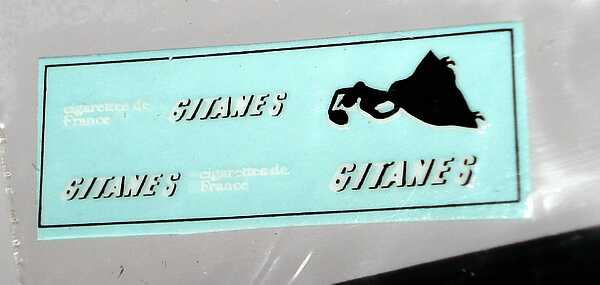 cigarettes de
France
GITANES
GITANES
cigarettes de
France
GITANES